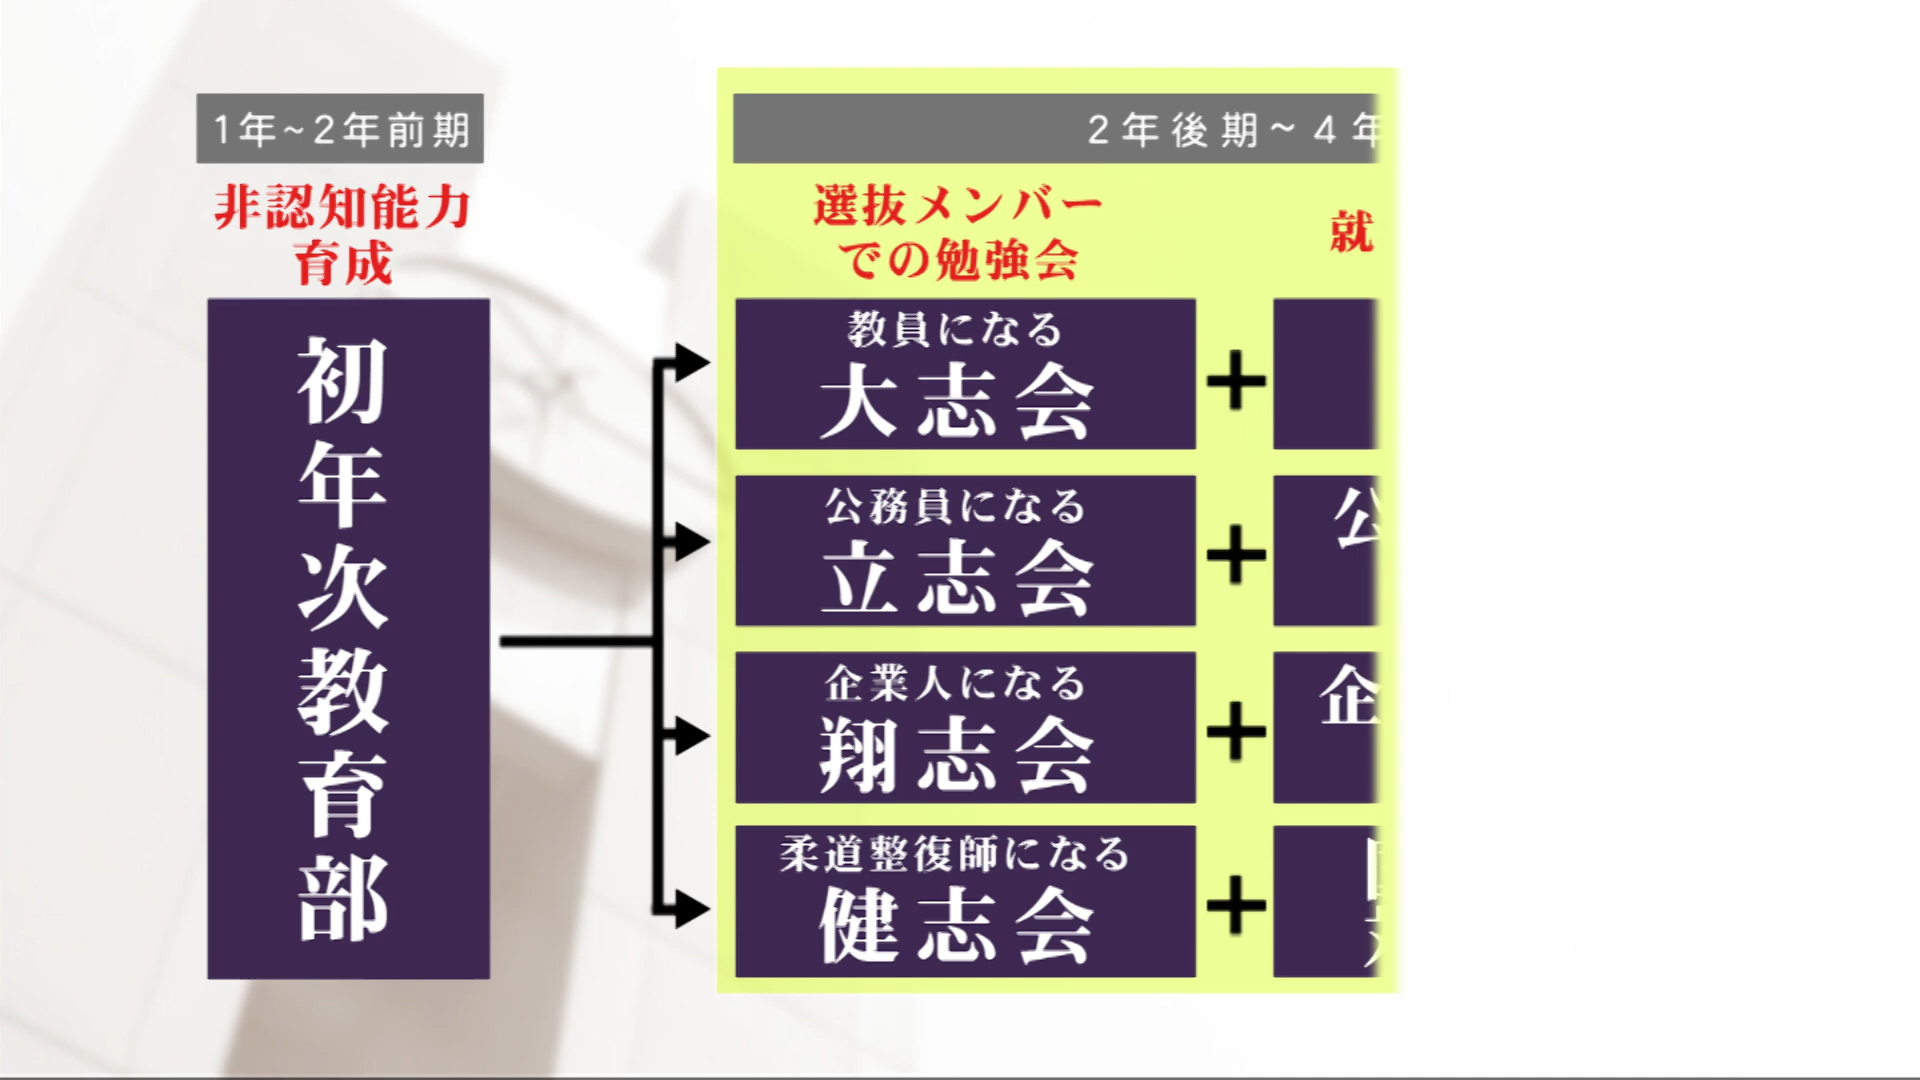 1年~2年前期
非認知能力
育成
初年次教育部
2年後期~4年
選抜メンバー
での勉強会
就
教員になる
大志会
+
公務員になる
立志会
+
公
企業人になる
翔志会
+
企
柔道整復師になる
健志会
+